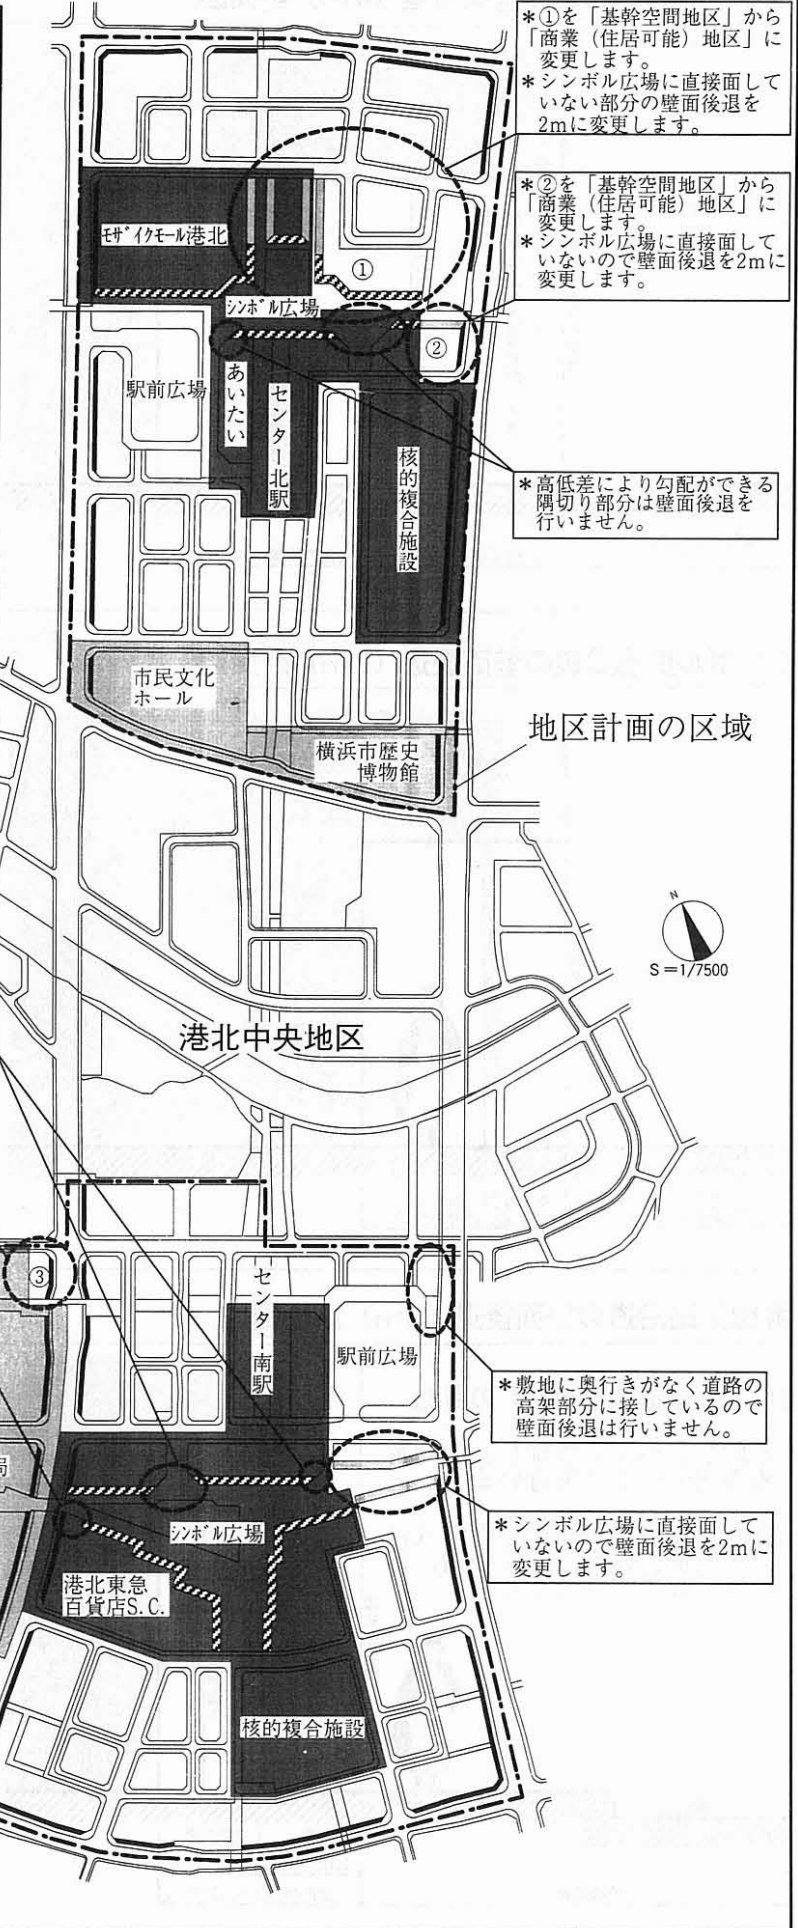 ＊①を「基幹空間地区」から
「商業（住居可能）地区」に
変更します。
＊シンボル広場に直接面して
いない部分の壁面後退を
2mに変更します。
＊②を「基幹空間地区」から
「商業（住居可能）地区」に
変更します。
＊シンボル広場に直接面して
いないので壁面後退を2mに
変更します。
モザイクモール港北
①
シンボル広場
②
駅前広場
あいたい
センター北駅
核的複合施設
＊高低差により勾配ができる
隅切り部分は壁面後退を
行いません。
市民文化
ホール
横浜市歴史
博物館
地区計画の区域
N
S＝1/7500
港北中央地区
③
センター南駅
駅前広場
＊敷地に奥行きがなく道路の
高架部分に接しているので
壁面後退は行いません。
局
シンボル広場
＊シンボル広場に直接面して
いないので壁面後退を2mに
変更します。
港北東急
百貨店S.C.
核的複合施設